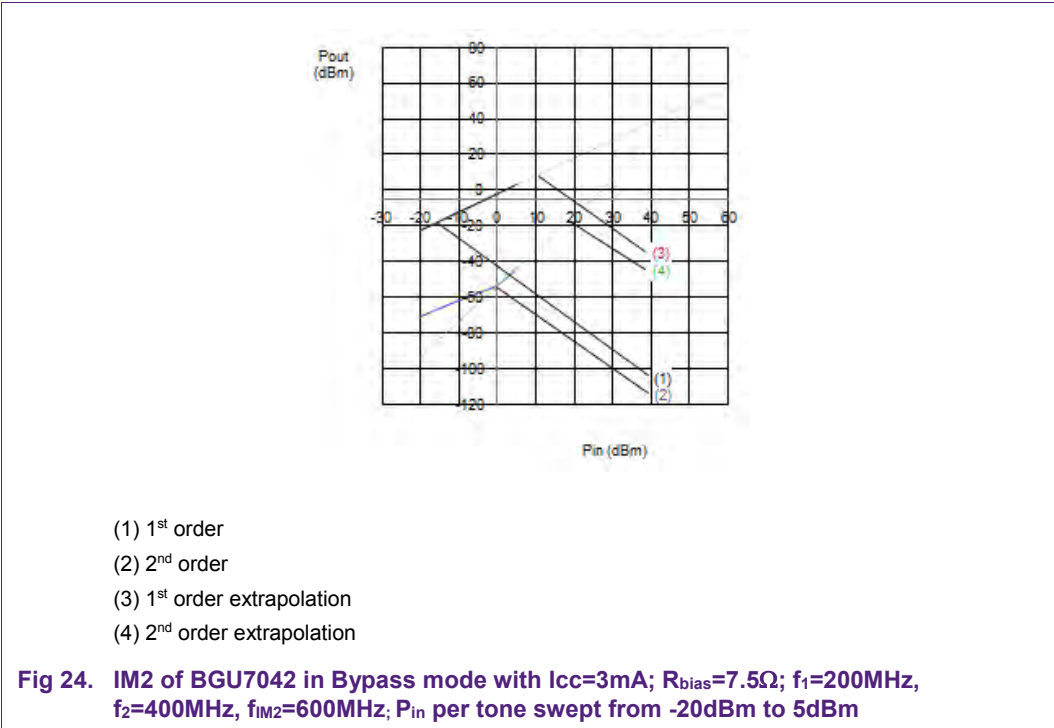 Pout
(dBm)
80
60
40
20
0
-30 -20 -10 0 10 20 30 40 50 60
-20
-40
(3)
(4)
-60
-80
-100
(1)
(2)
-120
Pin (dBm)
(1) 1st order
(2) 2nd order
(3) 1st order extrapolation
(4) 2nd order extrapolation
Fig 24. IM2 of BGU7042 in Bypass mode with Icc=3mA; Rbias=7.5Ω; f1=200MHz,
f2=400MHz, fIM2=600MHz; Pin per tone swept from -20dBm to 5dBm